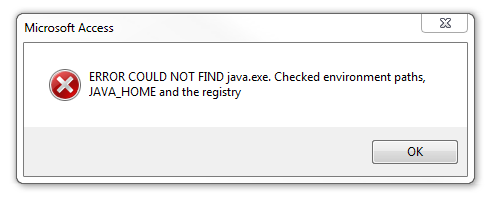 Microsoft Access
ERROR COULD NOT FIND java.exe. Checked environment paths,
JAVA_HOME and the registry
OK